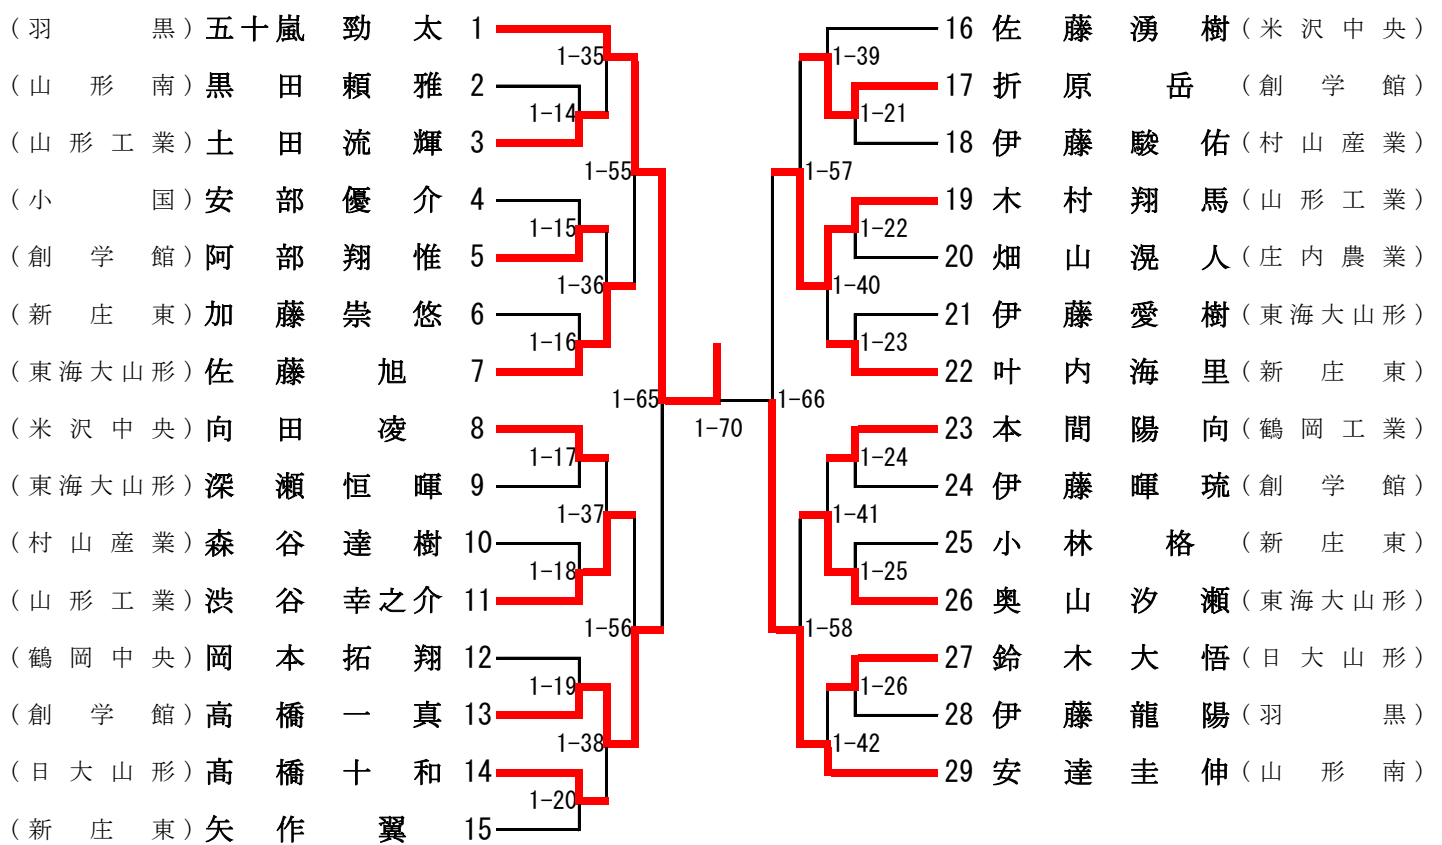 (羽黒) 五十嵐勁太 1
(山形南) 黒田頼雅 2
(山形工業) 土田流輝 3
(小国) 安部優介 4
(創学館) 阿部翔惟 5
(新庄東) 加藤崇悠 6
(東海大山形) 佐藤旭 7
(米沢中央) 向田凌 8
(東海大山形) 深瀬恒暉 9
(村山産業) 森谷達樹 10
(山形工業) 渋谷幸之介 11
(鶴岡中央) 岡本拓翔 12
(創学館) 高橋一真 13
(日大山形) 髙橋十和 14
(新庄東) 矢作翼 15
1-35
1-14
1-55
1-15
1-36
1-16
1-65
1-17
1-37
1-18
1-56
1-19
1-38
1-20
1-70
1-39
1-21
1-57
1-22
1-40
1-23
1-66
1-24
1-41
1-25
1-58
1-26
1-42
16 佐藤湧樹 (米沢中央)
17 折原岳 (創学館)
18 伊藤駿佑 (村山産業)
19 木村翔馬 (山形工業)
20 畑山滉人 (庄内農業)
21 伊藤愛樹 (東海大山形)
22 叶内海里 (新庄東)
23 本間陽向 (鶴岡工業)
24 伊藤暉琉 (創学館)
25 小林格 (新庄東)
26 奥山汐瀬 (東海大山形)
27 鈴木大悟 (日大山形)
28 伊藤龍陽 (羽黒)
29 安達圭伸 (山形南)